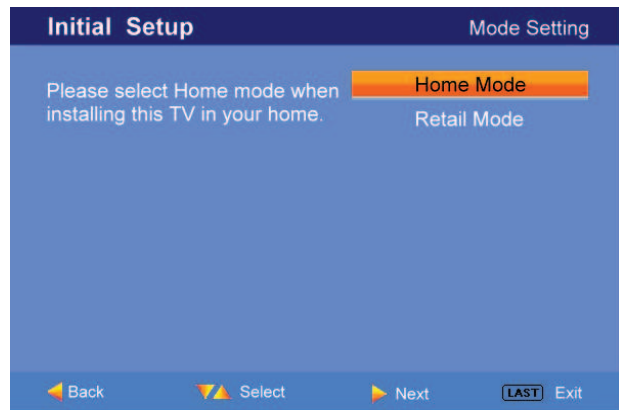 Initial Setup
Mode Setting
Please select Home mode when
installing this TV in your home.
Home Mode
Retail Mode
Back
Select
Next
LAST Exit